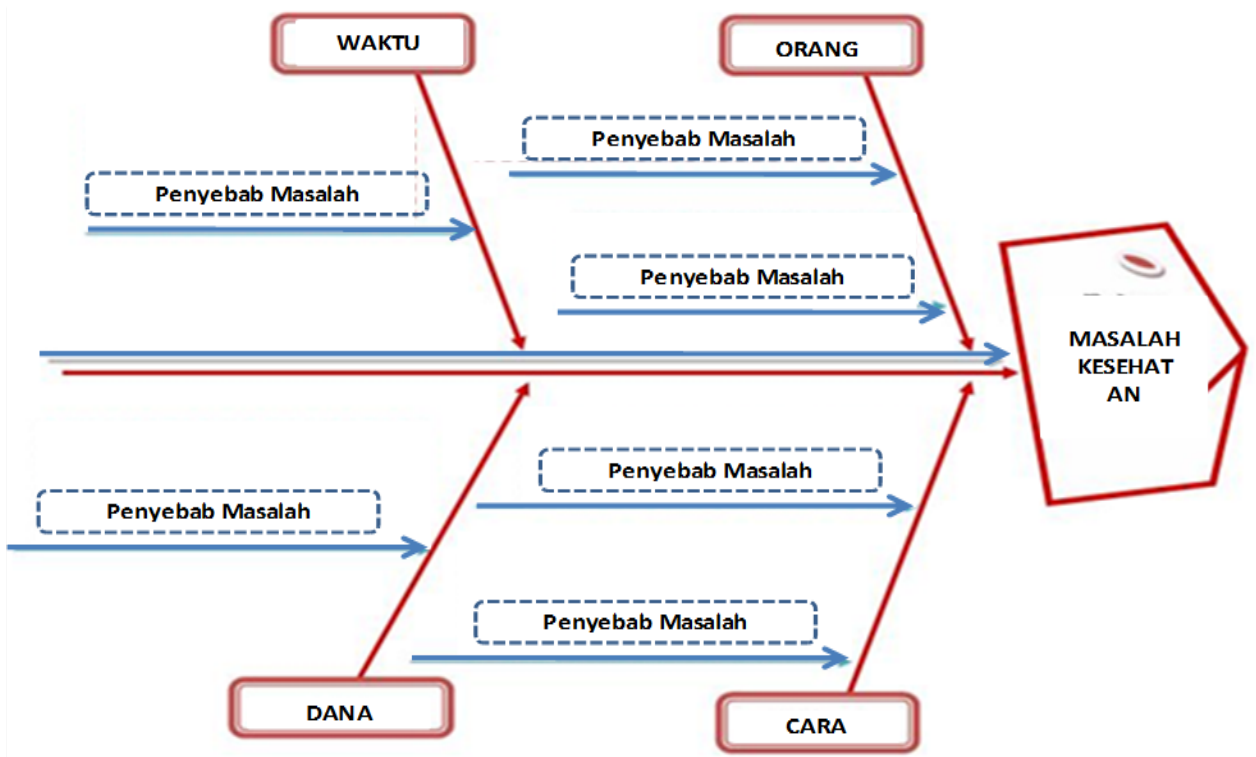 WAKTU
ORANG
Penyebab Masalah
Penyebab Masalah
Penyebab Masalah
MASALAH
KESEHAT
AN
Penyebab Masalah
Penyebab Masalah
Penyebab Masalah
DANA
CARA